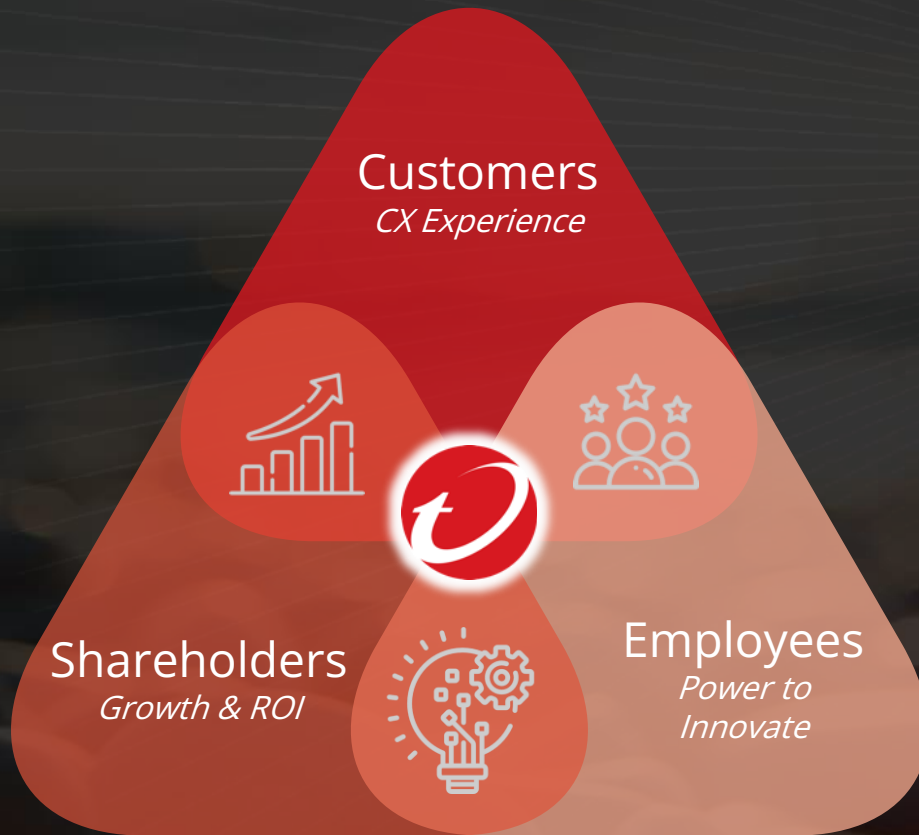 Customers
CX Experience
Shareholders
Growth & ROI
Employees
Power to
Innovate